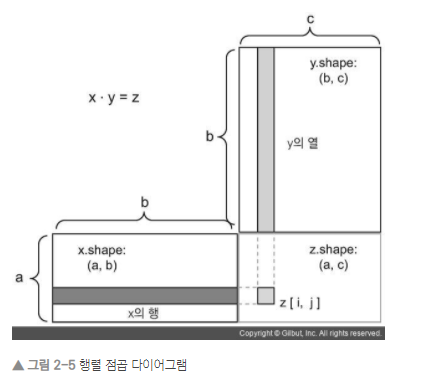 c
y.shape:
(b, c)
x · y = z
b
y의 열
b
x.shape:
(a, b)
z.shape:
(a, c)
a
z [ i, j ]
x의 행
Copyright © Gilbut, Inc. All rights reserved.
▲ 그림 2-5 행렬 점곱 다이어그램